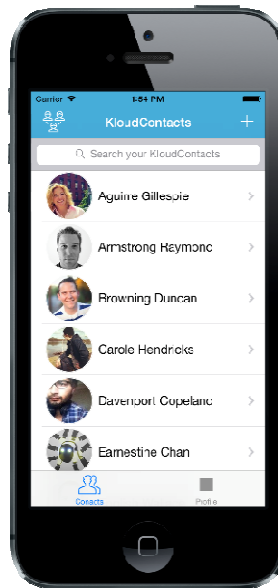 Carrier 1:54 PM
KloudContacts +
Search your KloudContacts
Aguirre Gillespie
Armstrong Raymond
Browning Duncan
Carole Hendricks
Davenport Copeland
Earnestine Chan
Contacts Profile